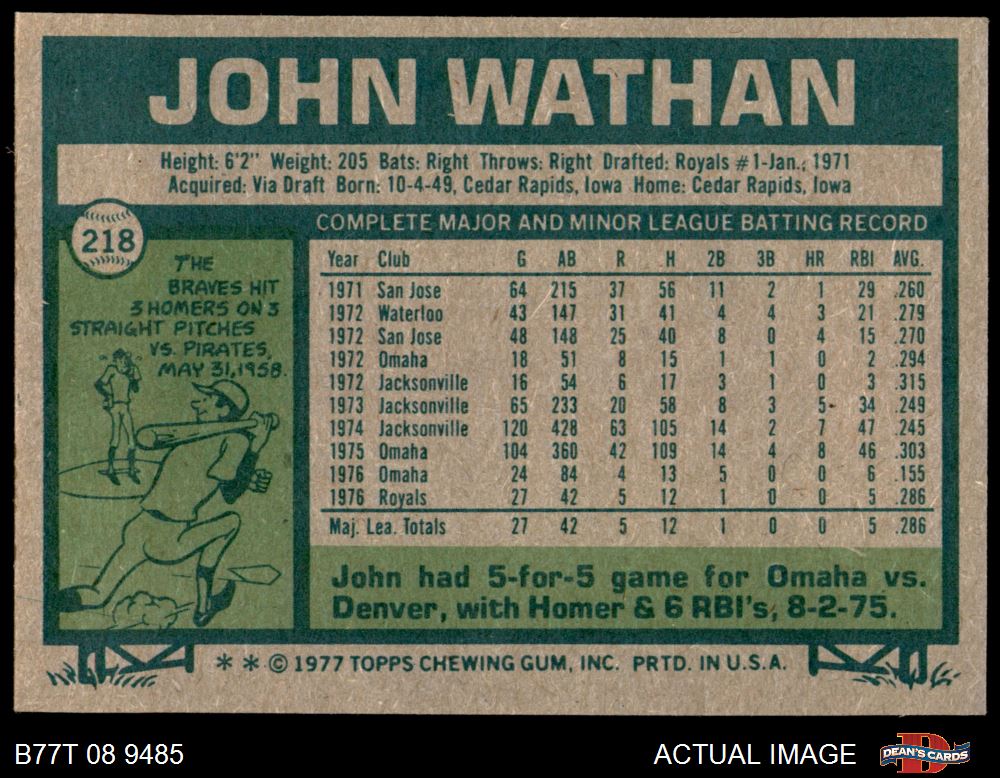 JOHN WATHAN
Height: 6'2" Weight: 205 Bats: Right Throws: Right Drafted: Royals #1-Jan., 1971
Acquired: Via Draft Born: 10-4-49, Cedar Rapids, Iowa Home: Cedar Rapids, Iowa
218
THE
BRAVES HIT
3 HOMERS ON 3
STRAIGHT PITCHES
VS. PIRATES,
MAY 31, 1958.
COMPLETE MAJOR AND MINOR LEAGUE BATTING RECORD
Year Club G AB R H 2B 3B HR RBI AVG.
1971 San Jose 64 215 37 56 11 2 1 29 .260
1972 Waterloo 43 147 31 41 4 4 3 21 .279
1972 San Jose 48 148 25 40 8 0 4 15 .270
1972 Omaha 18 51 8 15 1 1 0 2 .294
1972 Jacksonville 16 54 6 17 3 1 0 3 .315
1973 Jacksonville 65 233 20 58 8 3 5 34 .249
1974 Jacksonville 120 428 63 105 14 2 7 47 .245
1975 Omaha 104 360 42 109 14 4 8 46 .303
1976 Omaha 24 84 4 13 5 0 0 6 .155
1976 Royals 27 42 5 12 1 0 0 5 .286
Maj. Lea. Totals 27 42 5 12 1 0 0 5 .286
John had 5-for-5 game for Omaha vs.
Denver, with Homer & 6 RBI's, 8-2-75.
* * © 1977 TOPPS CHEWING GUM, INC. PRTD. IN U.S.A.
B77T 08 9485
ACTUAL IMAGE
DEAN'S CARDS